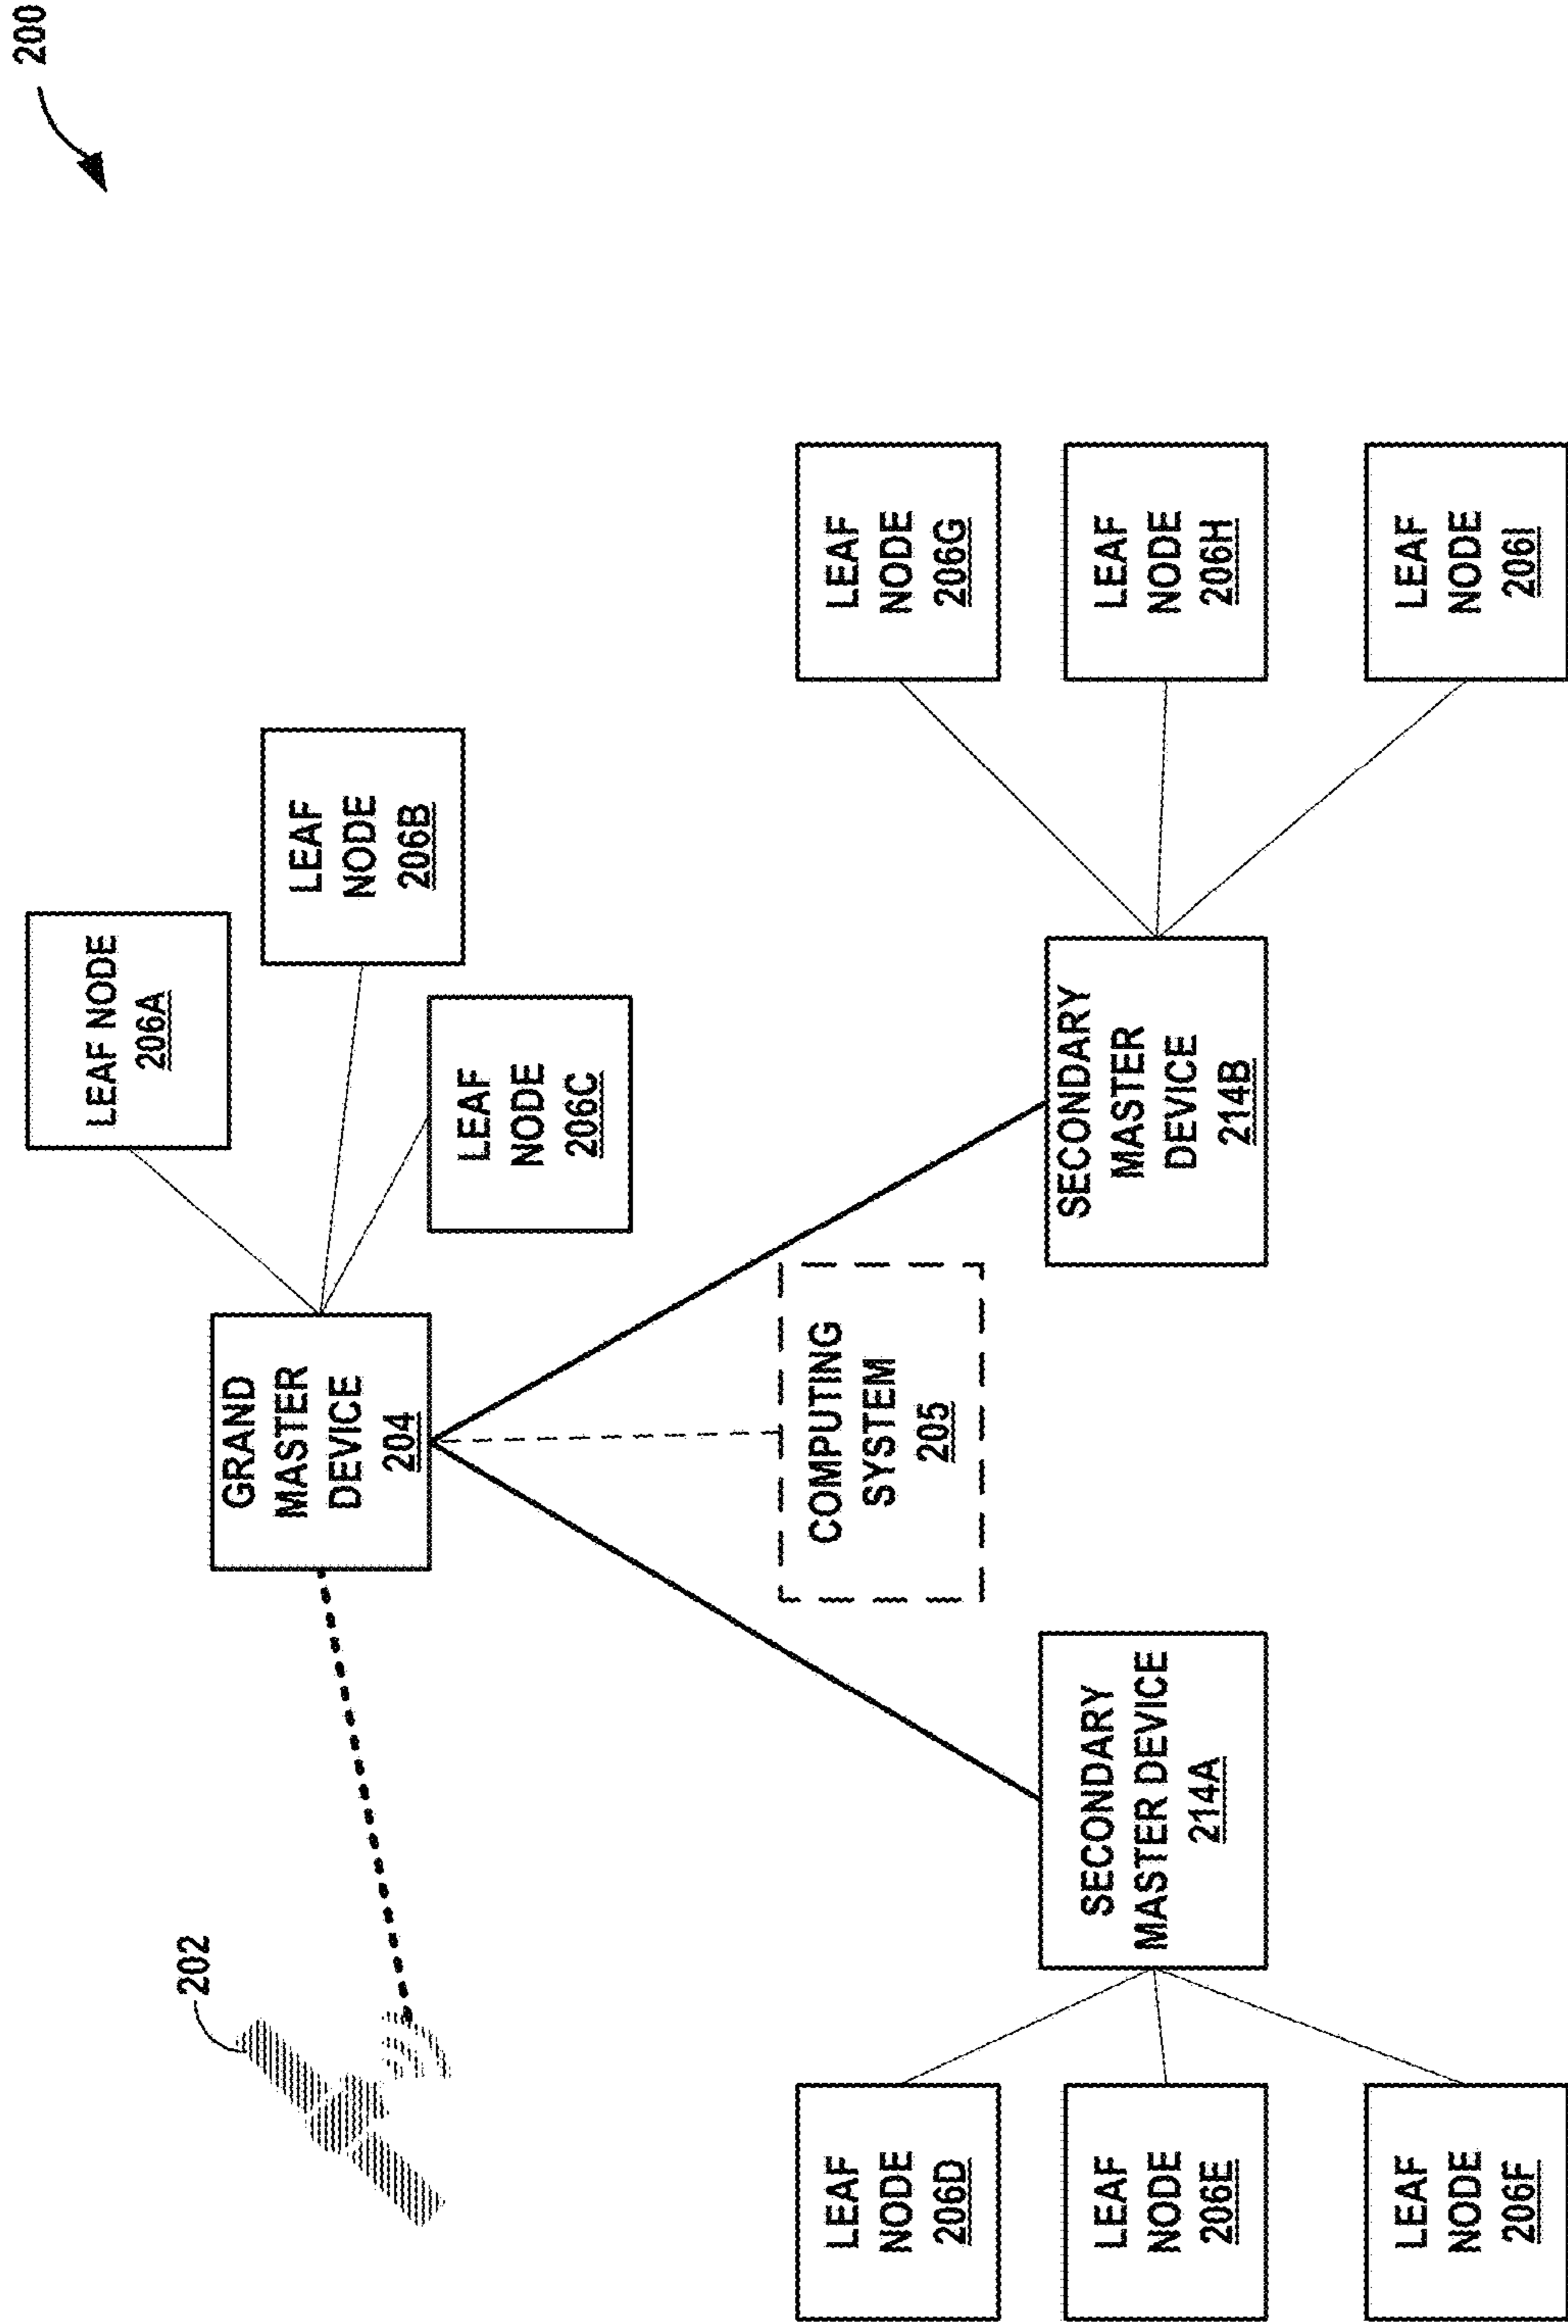 200
202
GRAND
MASTER
DEVICE
204
LEAF NODE
206A
LEAF
NODE
206B
LEAF
NODE
206C
COMPUTING
SYSTEM
205
SECONDARY
MASTER DEVICE
214A
SECONDARY
MASTER
DEVICE
214B
LEAF
NODE
206D
LEAF
NODE
206E
LEAF
NODE
206F
LEAF
NODE
206G
LEAF
NODE
206H
LEAF
NODE
206I